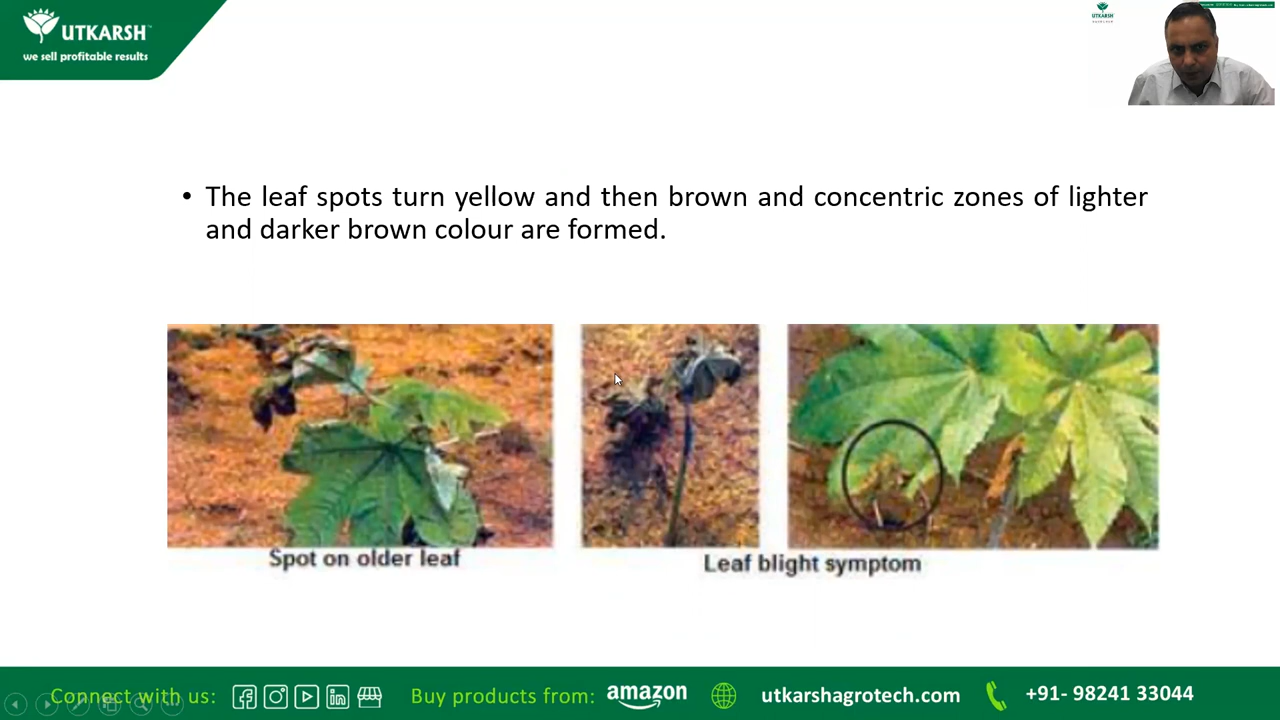 UTKARSH
we sell profitable results
UTKARSH
• The leaf spots turn yellow and then brown and concentric zones of lighter
and darker brown colour are formed.
Spot on older leaf
Leaf blight symptom
Connect with us:
Buy products from: amazon
utkarshagrotech.com
+91- 98241 33044